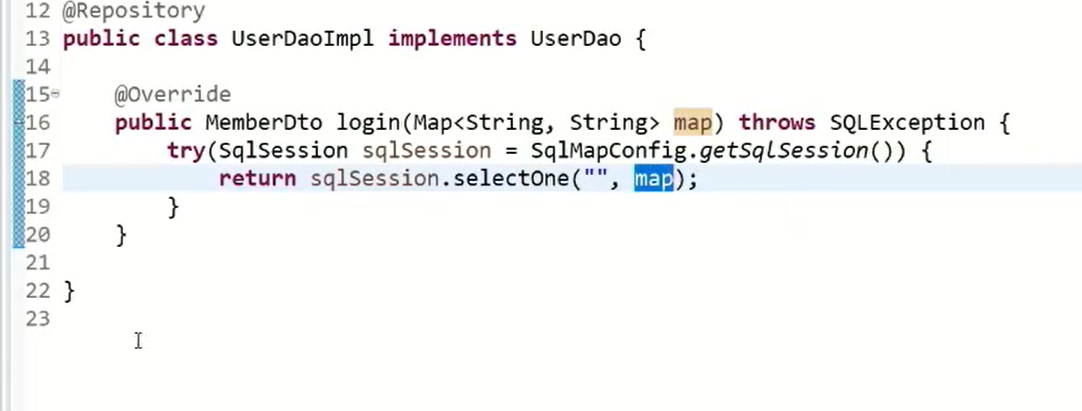 12 @Repository
13 public class UserDaoImpl implements UserDao {
14
15 @Override
16 public MemberDto login(Map<String, String> map) throws SQLException {
17 try(SqlSession sqlSession = SqlMapConfig.getSqlSession()) {
18 return sqlSession.selectOne("", map);
19 }
20 }
21
22 }
23